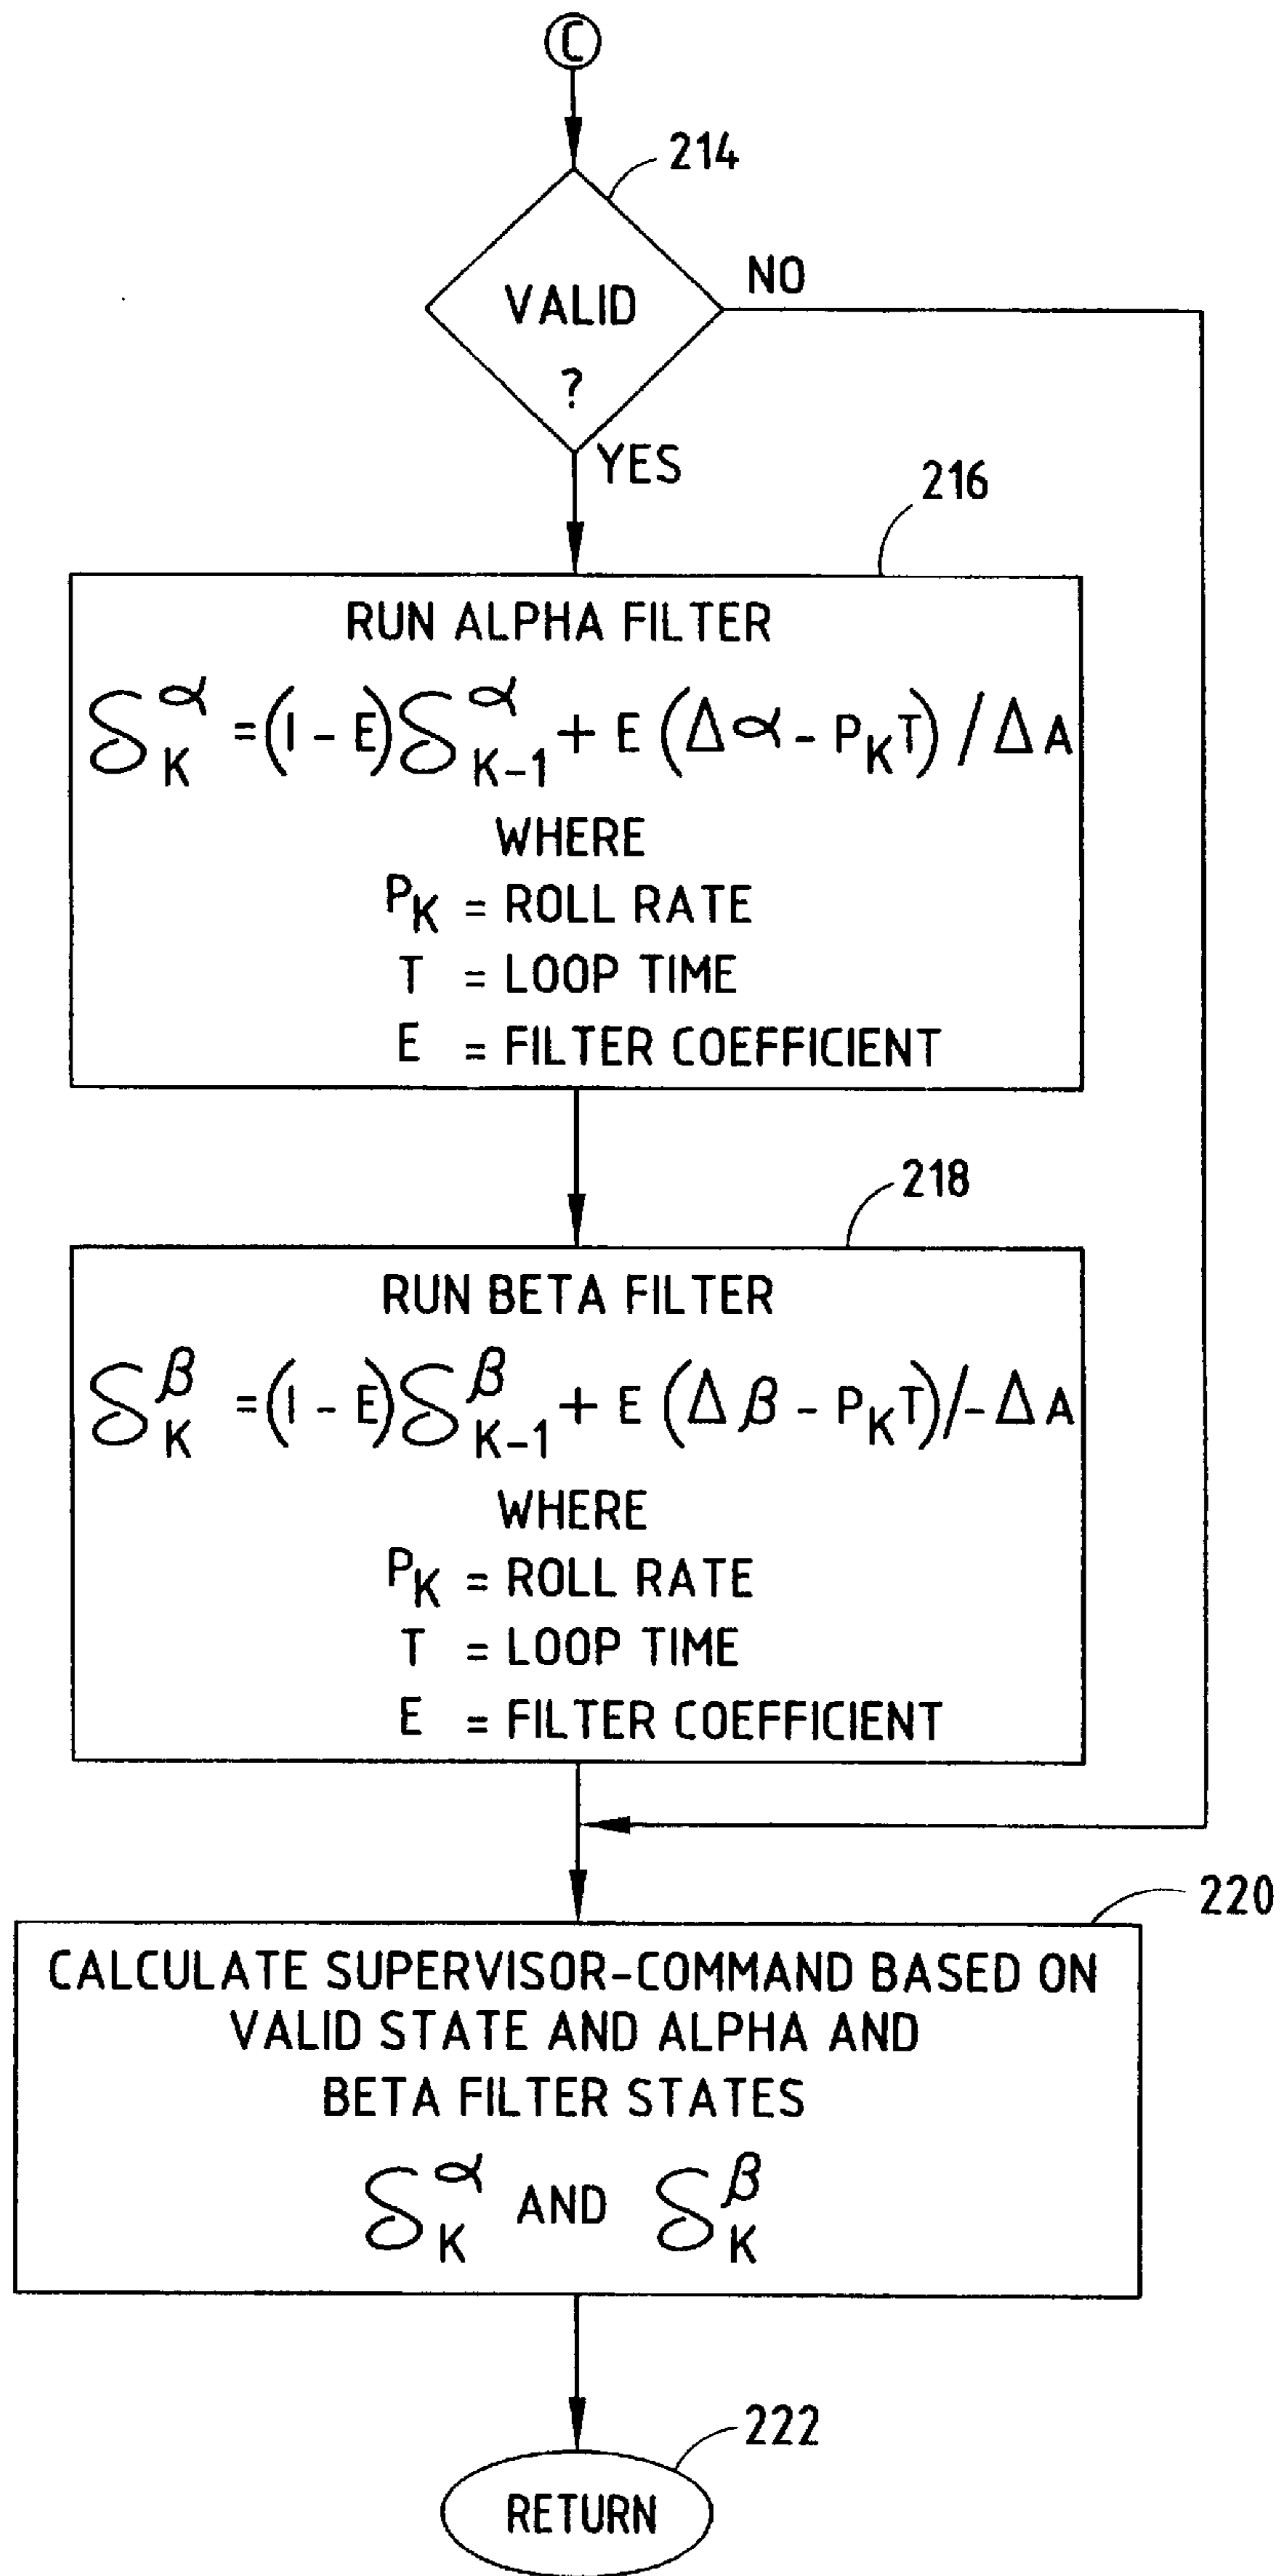 C
214
VALID
?
NO
YES
216
RUN ALPHA FILTER
δ_K^α = (1 - E) δ_{K-1}^α + E (Δα - P_K T) / ΔA
WHERE
P_K = ROLL RATE
T = LOOP TIME
E = FILTER COEFFICIENT
218
RUN BETA FILTER
δ_K^β = (1 - E) δ_{K-1}^β + E (Δβ - P_K T) / -ΔA
WHERE
P_K = ROLL RATE
T = LOOP TIME
E = FILTER COEFFICIENT
220
CALCULATE SUPERVISOR-COMMAND BASED ON
VALID STATE AND ALPHA AND
BETA FILTER STATES
δ_K^α AND δ_K^β
222
RETURN